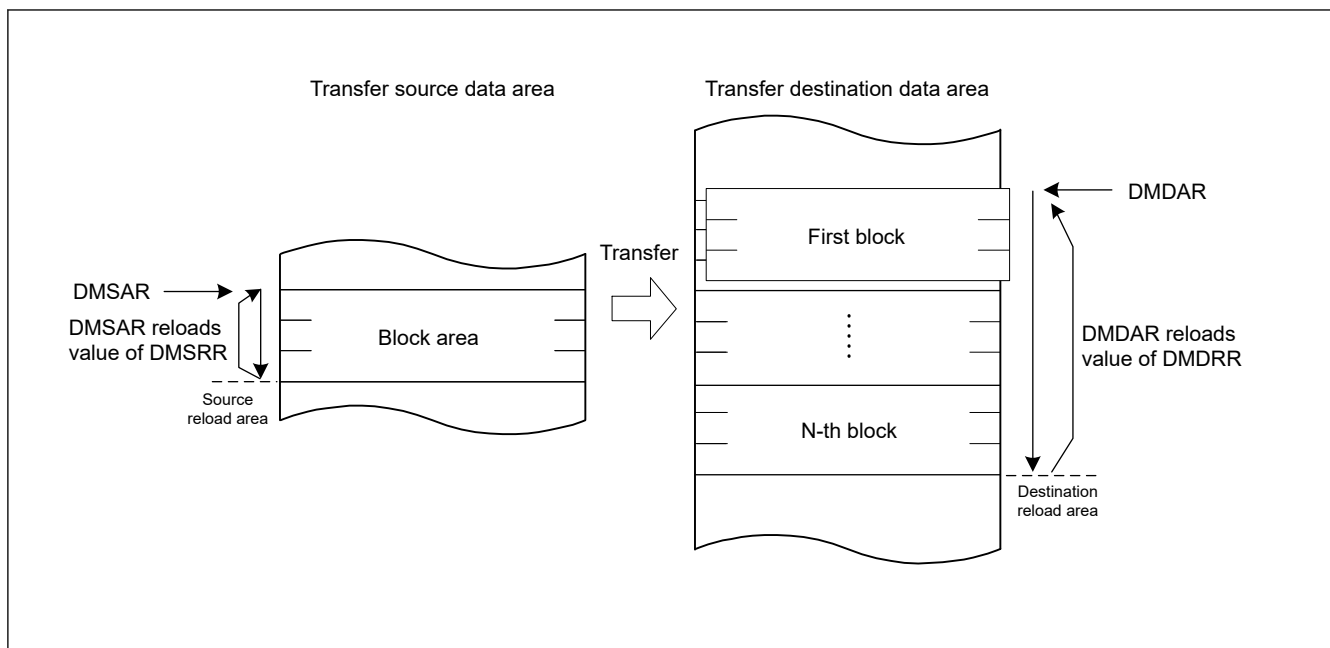 Transfer source data area
Transfer destination data area
DMDAR
First block
Transfer
DMSAR
DMSAR reloads
value of DMSRR
Block area
DMDAR reloads
value of DMDRR
Source
reload area
N-th block
Destination
reload area